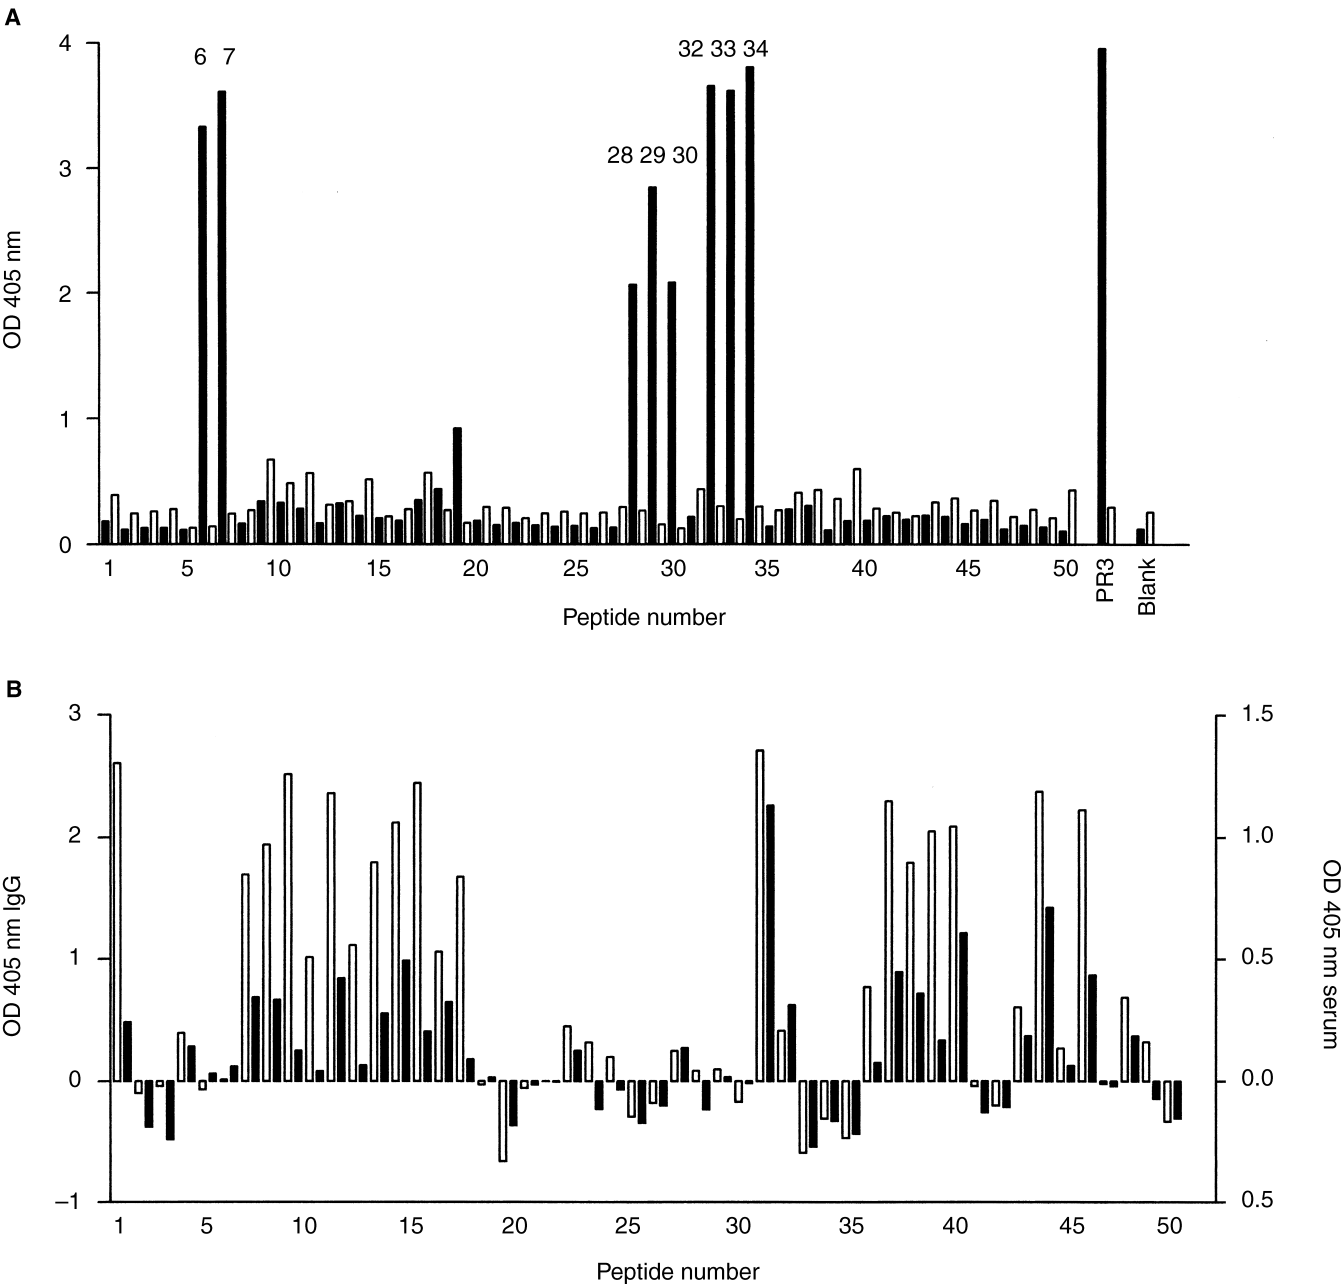 A
4
3
2
1
0
OD 405 nm
6 7
28 29 30
32 33 34
1 5 10 15 20 25 30 35 40 45 50 PR3 Blank
Peptide number
B
3
2
1
0
–1
OD 405 nm IgG
1.5
1.0
0.5
0.0
0.5
OD 405 nm serum
1 5 10 15 20 25 30 35 40 45 50
Peptide number